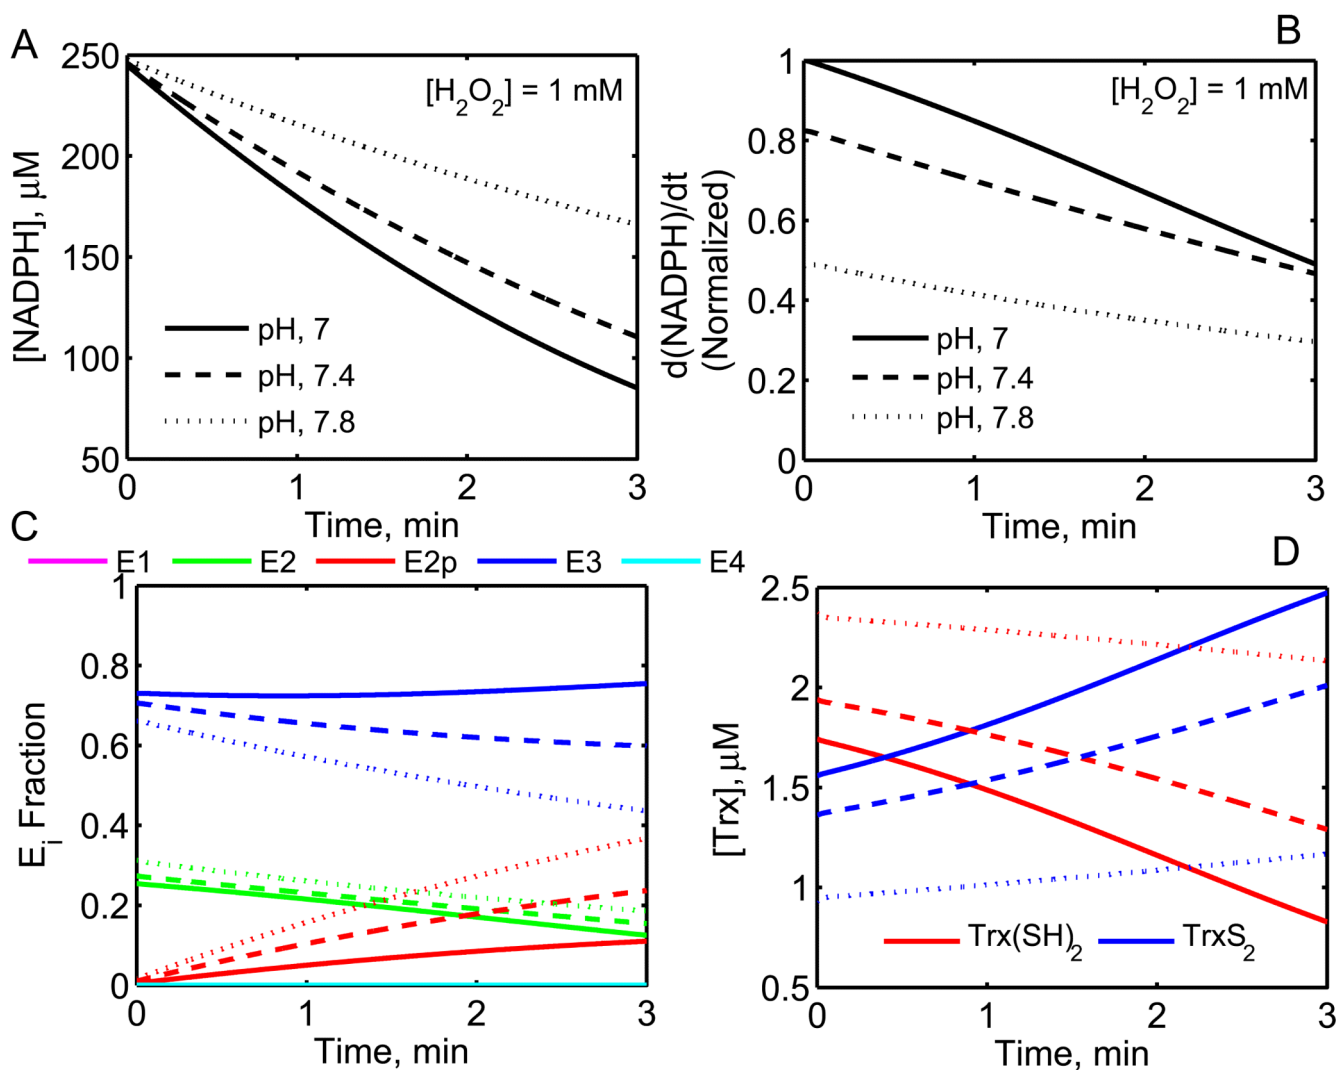 A
[NADPH], μM
250
200
150
100
50
[H2O2] = 1 mM
pH, 7
pH, 7.4
pH, 7.8
0
1
2
3
Time, min
B
d(NADPH)/dt
(Normalized)
1
0.8
0.6
0.4
0.2
0
[H2O2] = 1 mM
pH, 7
pH, 7.4
pH, 7.8
0
1
2
3
Time, min
C
E1 E2 E2p E3 E4
Ei Fraction
1
0.8
0.6
0.4
0.2
0
0
1
2
3
Time, min
D
[Trx], μM
2.5
2
1.5
1
0.5
Trx(SH)2 TrxS2
0
1
2
3
Time, min